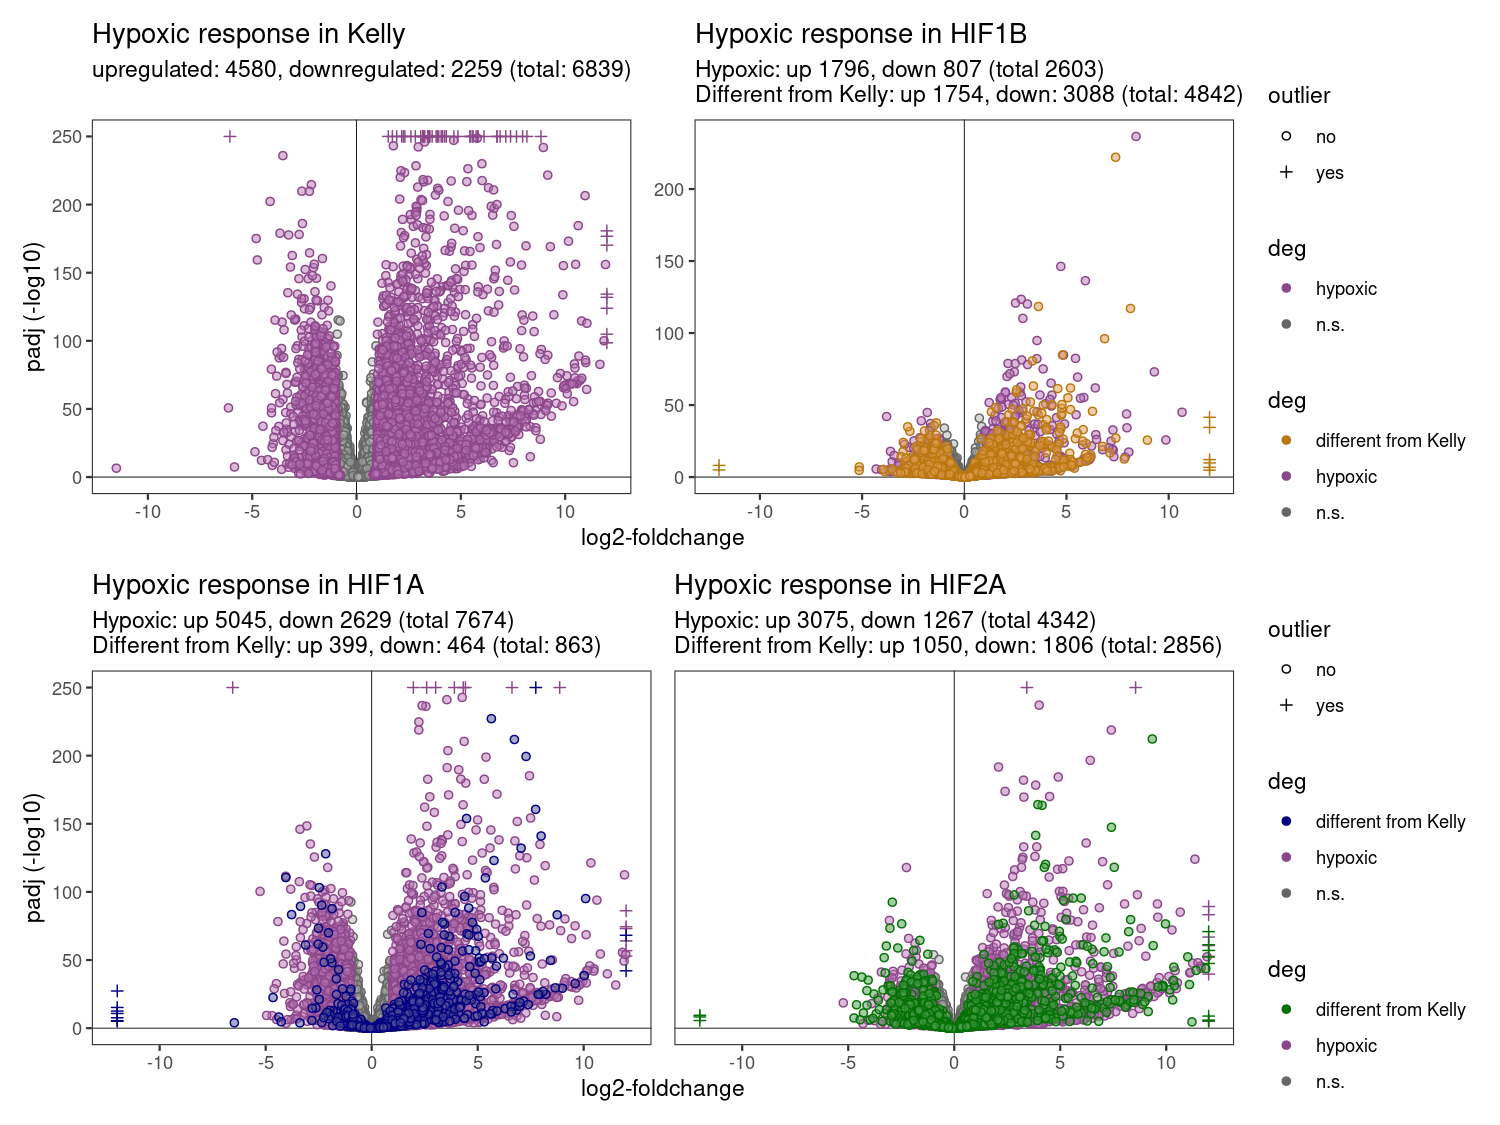 Hypoxic response in Kelly
upregulated: 4580, downregulated: 2259 (total: 6839)
Hypoxic response in HIF1B
Hypoxic: up 1796, down 807 (total 2603)
Different from Kelly: up 1754, down: 3088 (total: 4842)
padj (-log10)
250
200
150
100
50
0
-10
-5
0
5
10
200
150
100
50
0
-10
-5
0
5
10
log2-foldchange
outlier
no
yes
deg
hypoxic
n.s.
deg
different from Kelly
hypoxic
n.s.
Hypoxic response in HIF1A
Hypoxic: up 5045, down 2629 (total 7674)
Different from Kelly: up 399, down: 464 (total: 863)
Hypoxic response in HIF2A
Hypoxic: up 3075, down 1267 (total 4342)
Different from Kelly: up 1050, down: 1806 (total: 2856)
padj (-log10)
250
200
150
100
50
0
-10
-5
0
5
10
-10
-5
0
5
10
log2-foldchange
outlier
no
yes
deg
different from Kelly
hypoxic
n.s.
deg
different from Kelly
hypoxic
n.s.